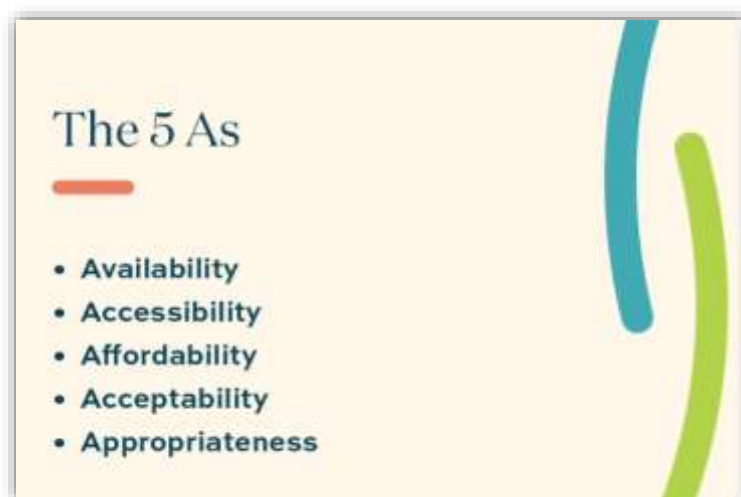 The 5 As
• Availability
• Accessibility
• Affordability
• Acceptability
• Appropriateness